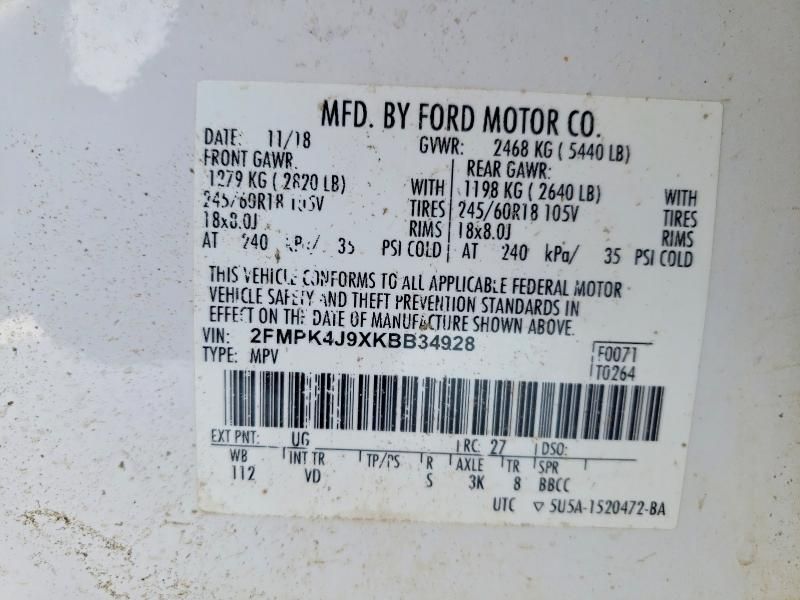 MFD. BY FORD MOTOR CO.
DATE: 11/18 GVWR: 2468 KG ( 5440 LB)
FRONT GAWR: REAR GAWR:
1279 KG ( 2820 LB) WITH 1198 KG ( 2640 LB) WITH
245/60R18 105V TIRES 245/60R18 105V TIRES
18x8.0J RIMS 18x8.0J RIMS
AT 240 kPa/ 35 PSI COLD AT 240 kPa/ 35 PSI COLD
THIS VEHICLE CONFORMS TO ALL APPLICABLE FEDERAL MOTOR
VEHICLE SAFETY AND THEFT PREVENTION STANDARDS IN
EFFECT ON THE DATE OF MANUFACTURE SHOWN ABOVE.
VIN: 2FMPK4J9XKBB34928 F0071
TYPE: MPV T0264
EXT PNT: UG RC: 27 DSO:
WB INT TR TP/PS R AXLE TR SPR
112 VD S 3K 8 BBCC
UTC ▽ 5U5A-1520472-BA